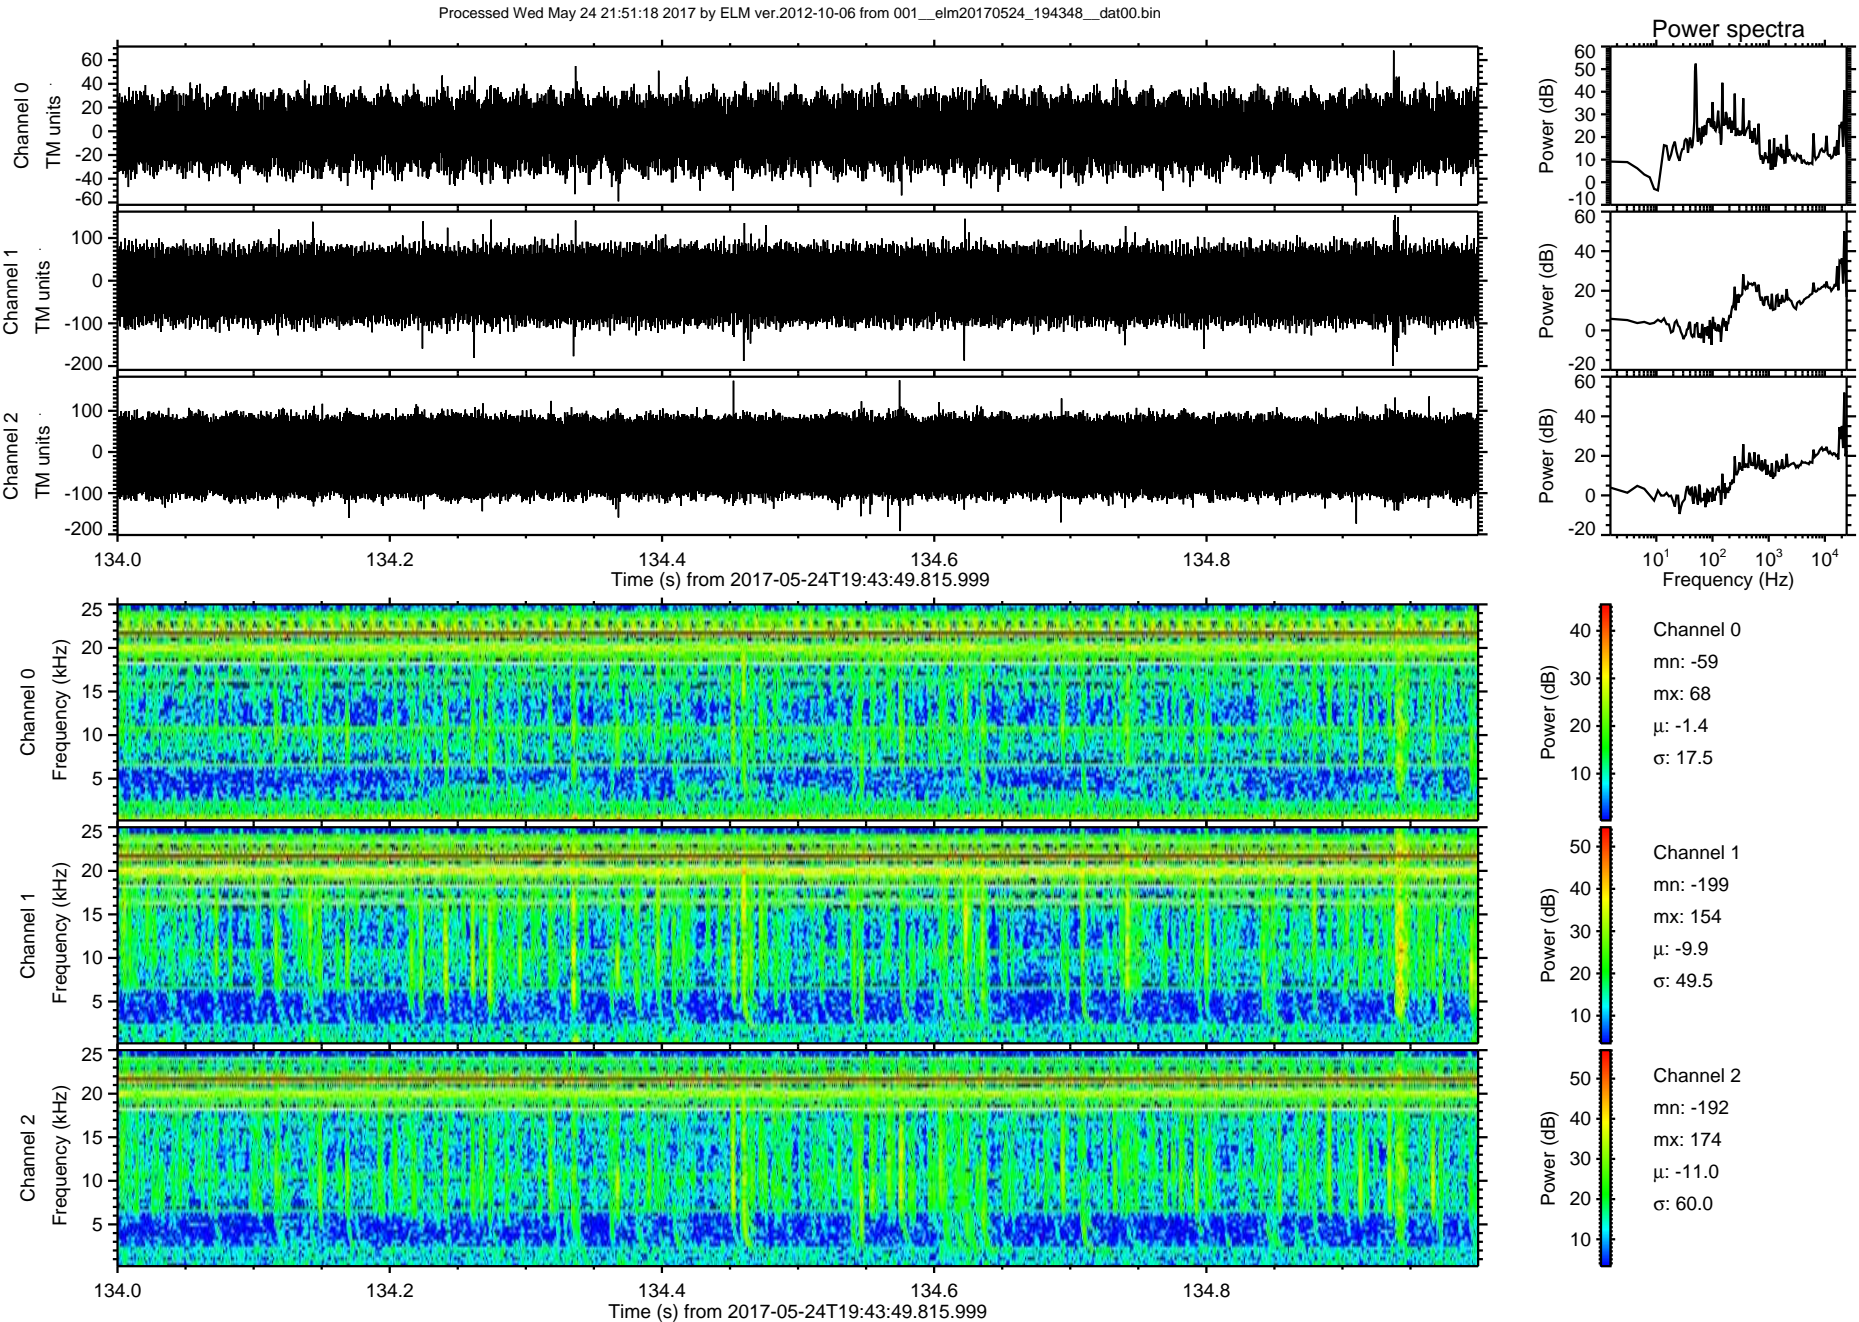 Processed Wed May 24 21:51:18 2017 by ELM ver.2012-10-06 from 001__elm20170524_194348__dat00.bin
Power spectra
Channel 0
TM units
60
40
20
0
-20
-40
-60
Power (dB)
60
50
40
30
20
10
0
-10
Channel 1
TM units
100
0
-100
-200
Power (dB)
60
40
20
0
-20
Channel 2
TM units
100
0
-100
-200
Power (dB)
60
40
20
0
-20
134.0 134.2 134.4 134.6 134.8
Time (s) from 2017-05-24T19:43:49.815.999
10^1 10^2 10^3 10^4
Frequency (Hz)
Channel 0
Frequency (kHz)
25
20
15
10
5
Power (dB)
40
30
20
10
Channel 0
mn: -59
mx: 68
μ: -1.4
σ: 17.5
Channel 1
Frequency (kHz)
25
20
15
10
5
Power (dB)
50
40
30
20
10
Channel 1
mn: -199
mx: 154
μ: -9.9
σ: 49.5
Channel 2
Frequency (kHz)
25
20
15
10
5
Power (dB)
50
40
30
20
10
Channel 2
mn: -192
mx: 174
μ: -11.0
σ: 60.0
134.0 134.2 134.4 134.6 134.8
Time (s) from 2017-05-24T19:43:49.815.999